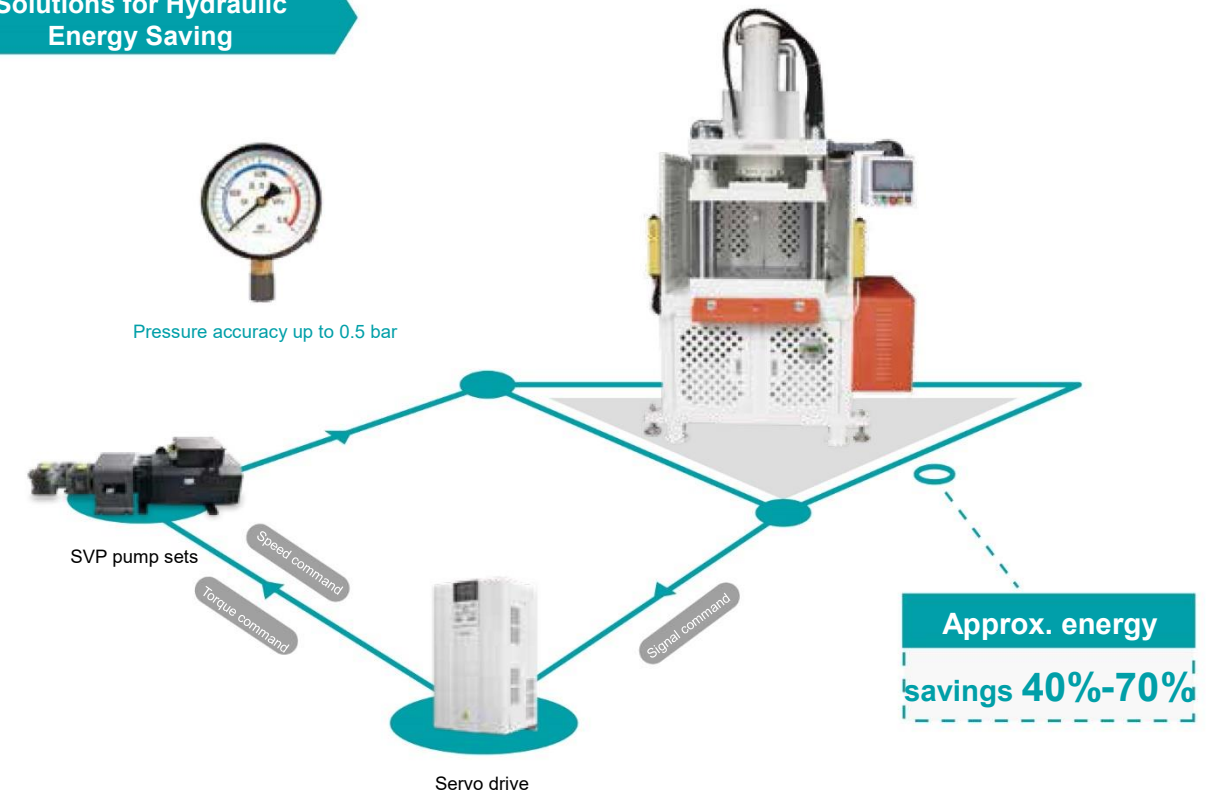 Solutions for Hydraulic
Energy Saving
Pressure accuracy up to 0.5 bar
SVP pump sets
Speed command
Torque command
Signal command
Servo drive
Approx. energy
savings 40%-70%